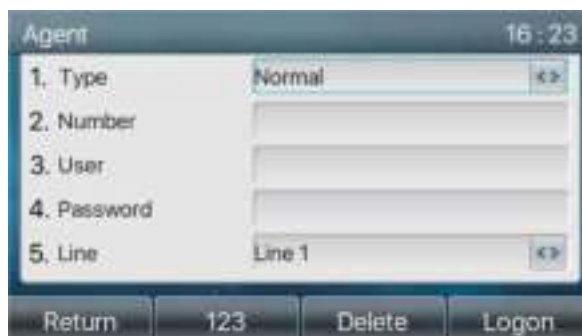 Agent 16:23
1. Type Normal <>
2. Number
3. User
4. Password
5. Line Line 1 <>
Return 123 Delete Logon